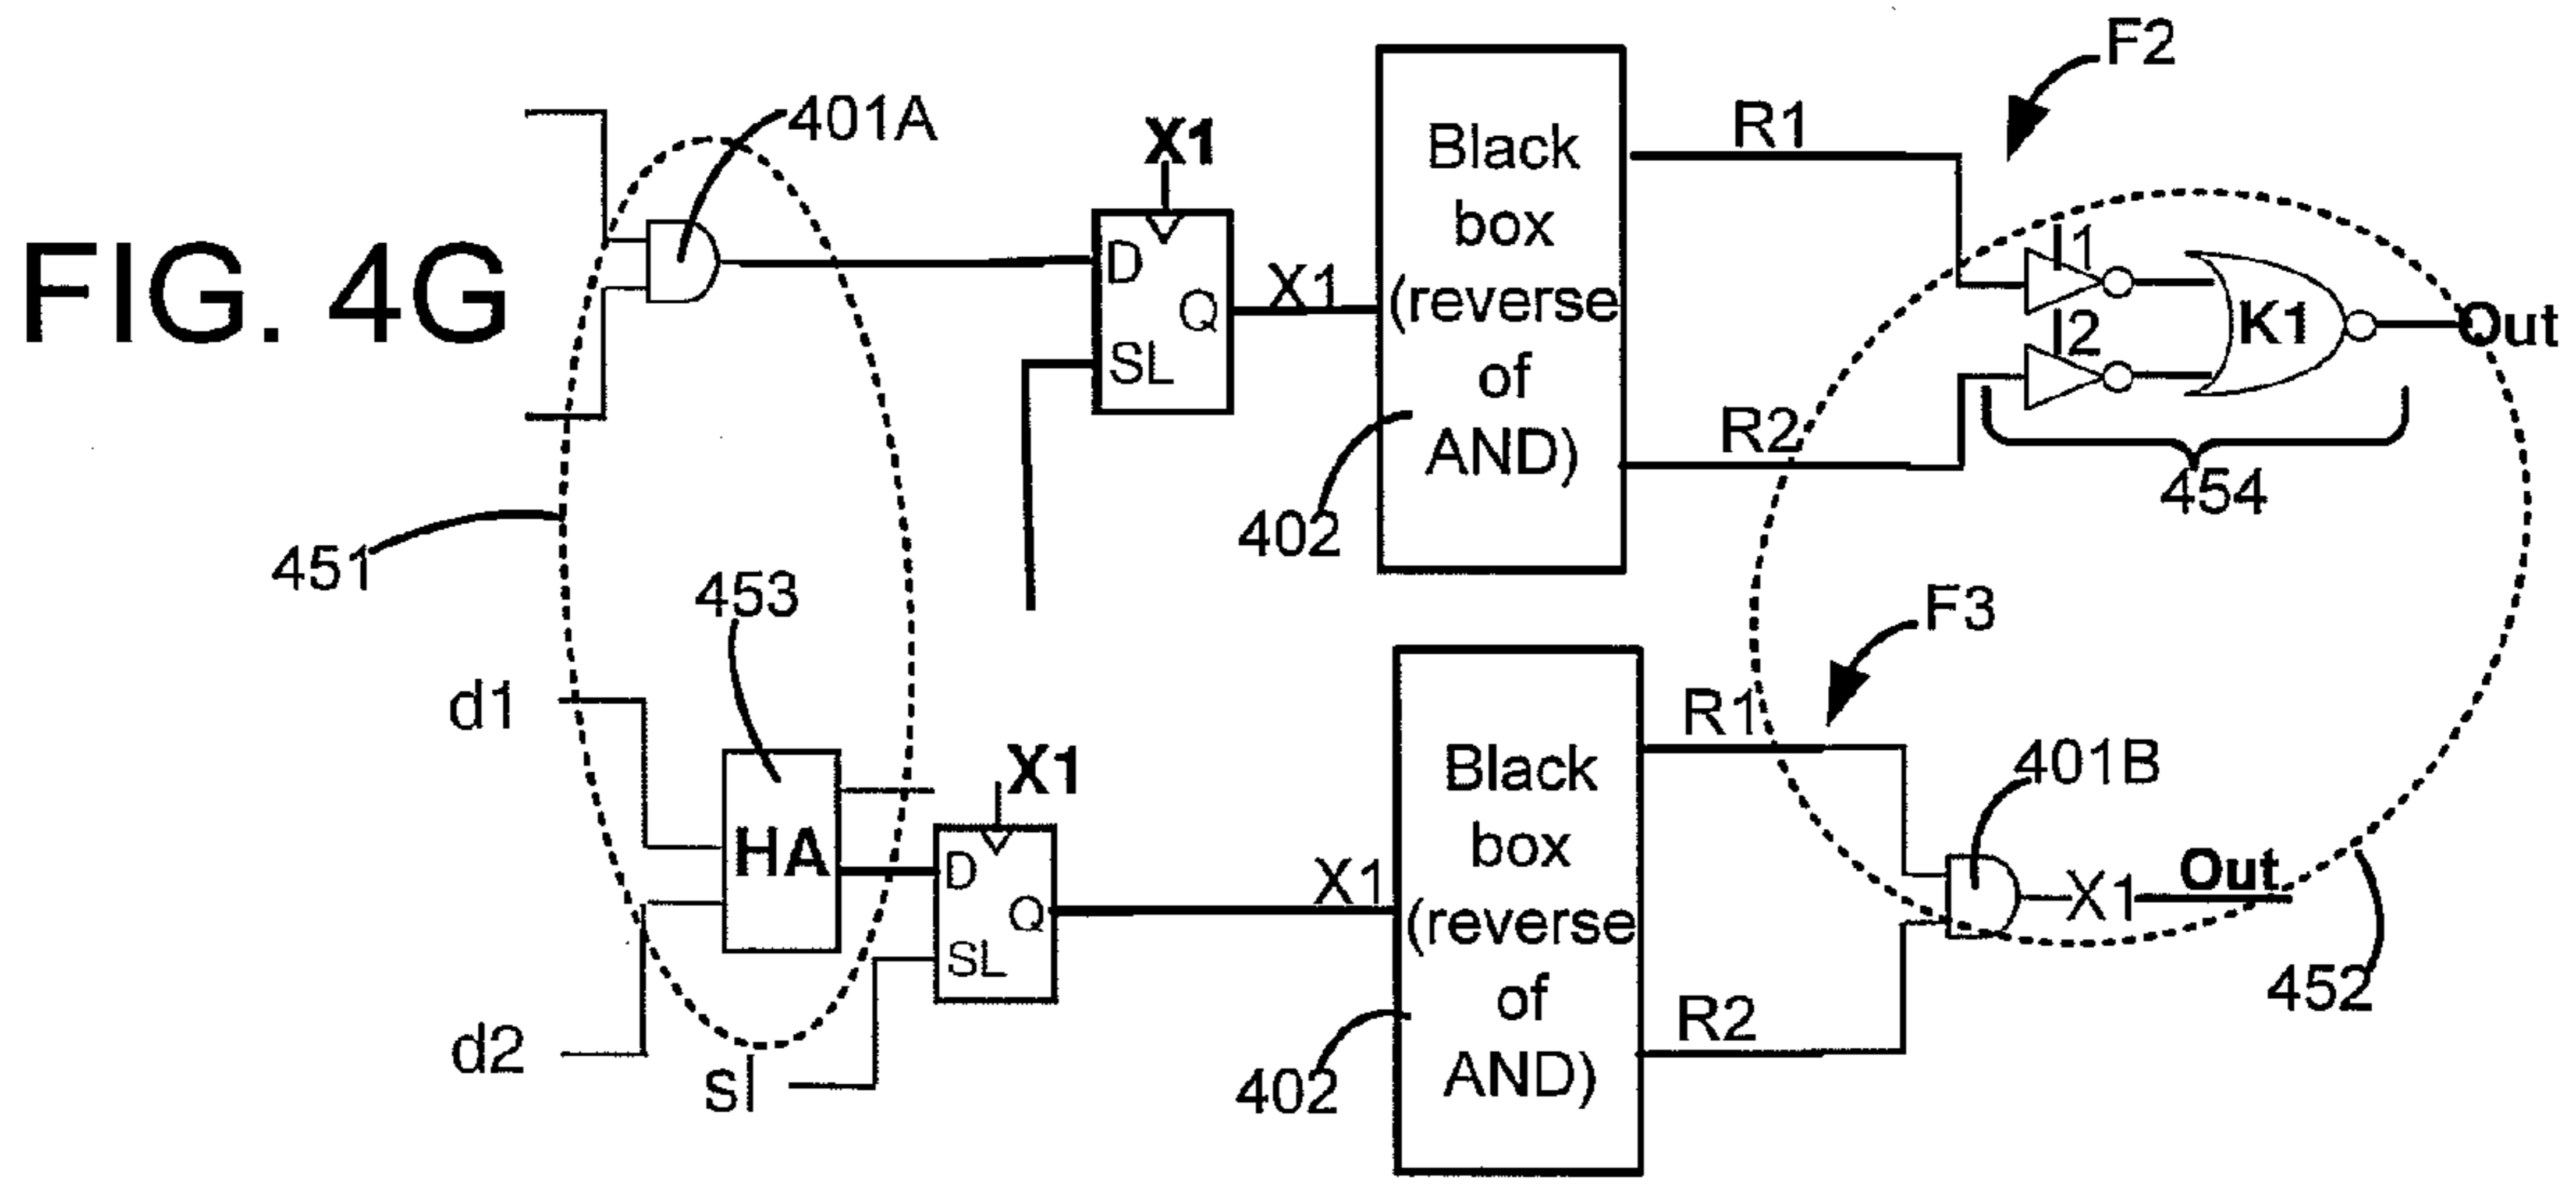 FIG. 4G
401A
X1
D
Q
SL
X1
Black
box
(reverse
of
AND)
402
R1
R2
F2
I1
I2
K1
Out
454
451
453
d1
d2
HA
SI
X1
D
Q
SL
X1
Black
box
(reverse
of
AND)
402
R1
R2
F3
401B
X1
Out
452